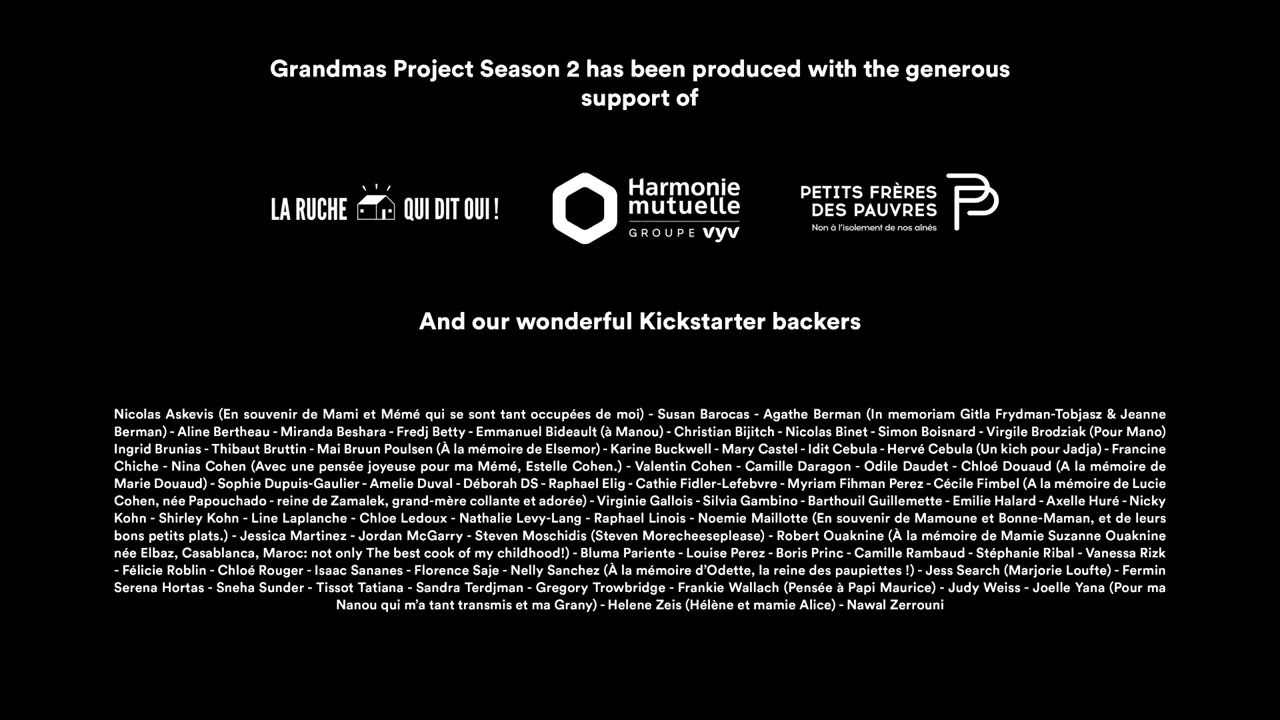 Grandmas Project Season 2 has been produced with the generous
support of
LA RUCHE QUI DIT OUI !
Harmonie
mutuelle
GROUPE vyv
PETITS FRÈRES
DES PAUVRES
Non à l'isolement de nos aînés
And our wonderful Kickstarter backers
Nicolas Askevis (En souvenir de Mami et Mémé qui se sont tant occupées de moi) - Susan Barocas - Agathe Berman (In memoriam Gitla Frydman-Tobjasz & Jeanne
Berman) - Aline Bertheau - Miranda Beshara - Fredj Betty - Emmanuel Bideault (à Manou) - Christian Bijitch - Nicolas Binet - Simon Boisnard - Virgile Brodziak (Pour Mano)
Ingrid Brunias - Thibaut Bruttin - Mai Bruun Poulsen (À la mémoire de Elsemor) - Karine Buckwell - Mary Castel - Idit Cebula - Hervé Cebula (Un kich pour Jadja) - Francine
Chiche - Nina Cohen (Avec une pensée joyeuse pour ma Mémé, Estelle Cohen.) - Valentin Cohen - Camille Daragon - Odile Daudet - Chloé Douaud (A la mémoire de
Marie Douaud) - Sophie Dupuis-Gaulier - Amelie Duval - Déborah DS - Raphael Elig - Cathie Fidler-Lefebvre - Myriam Fihman Perez - Cécile Fimbel (A la mémoire de Lucie
Cohen, née Papouchado - reine de Zamalek, grand-mère collante et adorée) - Virginie Gallois - Silvia Gambino - Barthouil Guillemette - Emilie Halard - Axelle Huré - Nicky
Kohn - Shirley Kohn - Line Laplanche - Chloe Ledoux - Nathalie Levy-Lang - Raphael Linois - Noemie Maillotte (En souvenir de Mamoune et Bonne-Maman, et de leurs
bons petits plats.) - Jessica Martinez - Jordan McGarry - Steven Moschidis (Steven Morecheeseplease) - Robert Ouaknine (À la mémoire de Mamie Suzanne Ouaknine
née Elbaz, Casablanca, Maroc: not only The best cook of my childhood!) - Bluma Pariente - Louise Perez - Boris Princ - Camille Rambaud - Stéphanie Ribal - Vanessa Rizk
- Félicie Roblin - Chloé Rouger - Isaac Sananes - Florence Saje - Nelly Sanchez (À la mémoire d'Odette, la reine des paupiettes !) - Jess Search (Marjorie Loufte) - Fermin
Serena Hortas - Sneha Sunder - Tissot Tatiana - Sandra Terdjman - Gregory Trowbridge - Frankie Wallach (Pensée à Papi Maurice) - Judy Weiss - Joelle Yana (Pour ma
Nanou qui m'a tant transmis et ma Grany) - Helene Zeis (Hélène et mamie Alice) - Nawal Zerrouni